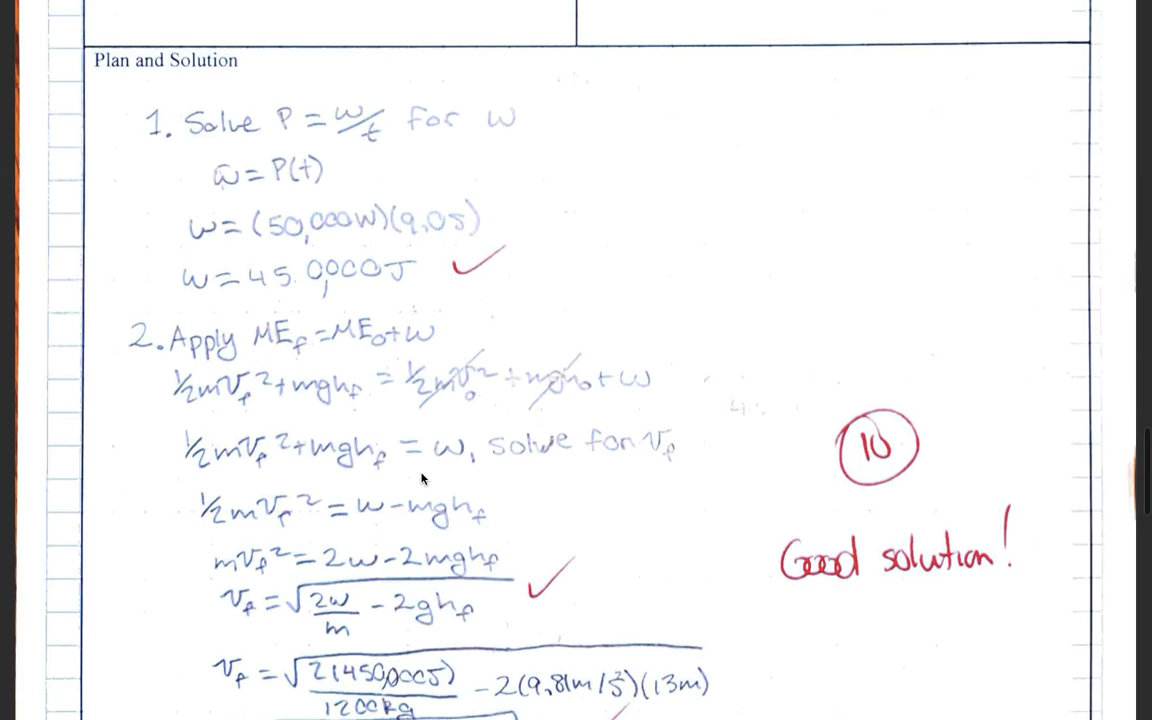 Plan and Solution
1. Solve P = W/t for W
W = P(t)
W = (50,000W)(9.0s)
W = 450,000J
2. Apply MEf = MEo + W
½mvf² + mghf = ½mvo² + mgho + W
½mvf² + mghf = W, solve for vf
½mvf² = W - mghf
10
mvf² = 2W - 2mghf
Good solution!
vf = √2W/m - 2ghf
vf = √2(450,000J)/1200kg - 2(9.81m/s²)(13m)